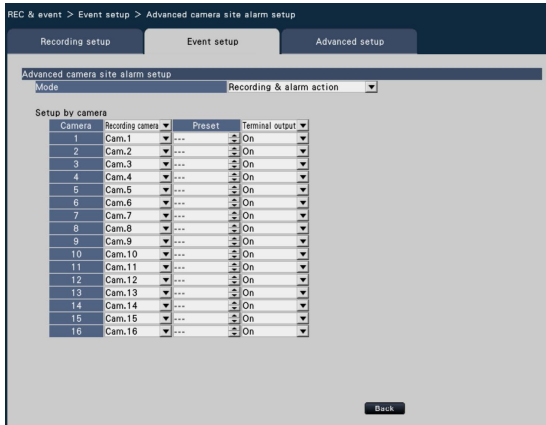 REC & event > Event setup > Advanced camera site alarm setup
Recording setup Event setup Advanced setup
Advanced camera site alarm setup
Mode Recording & alarm action
Setup by camera
Camera Recording camera Preset Terminal output
1 Cam.1 --- On
2 Cam.2 --- On
3 Cam.3 --- On
4 Cam.4 --- On
5 Cam.5 --- On
6 Cam.6 --- On
7 Cam.7 --- On
8 Cam.8 --- On
9 Cam.9 --- On
10 Cam.10 --- On
11 Cam.11 --- On
12 Cam.12 --- On
13 Cam.13 --- On
14 Cam.14 --- On
15 Cam.15 --- On
16 Cam.16 --- On
Back